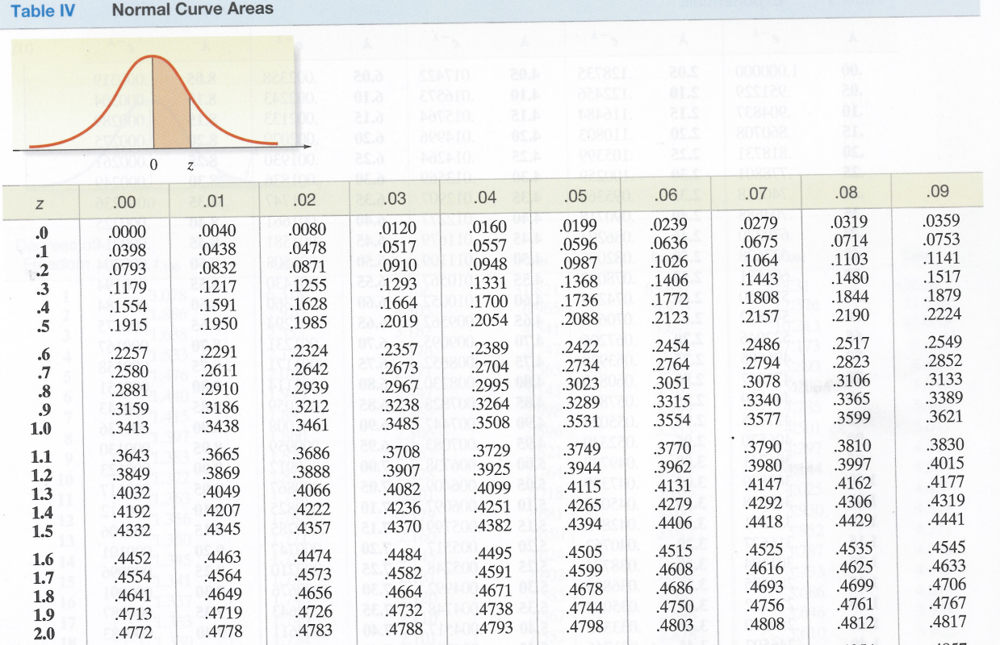 Table IV Normal Curve Areas
0 z
z .00 .01 .02 .03 .04 .05 .06 .07 .08 .09
.0 .0000 .0040 .0080 .0120 .0160 .0199 .0239 .0279 .0319 .0359
.1 .0398 .0438 .0478 .0517 .0557 .0596 .0636 .0675 .0714 .0753
.2 .0793 .0832 .0871 .0910 .0948 .0987 .1026 .1064 .1103 .1141
.3 .1179 .1217 .1255 .1293 .1331 .1368 .1406 .1443 .1480 .1517
.4 .1554 .1591 .1628 .1664 .1700 .1736 .1772 .1808 .1844 .1879
.5 .1915 .1950 .1985 .2019 .2054 .2088 .2123 .2157 .2190 .2224
.6 .2257 .2291 .2324 .2357 .2389 .2422 .2454 .2486 .2517 .2549
.7 .2580 .2611 .2642 .2673 .2704 .2734 .2764 .2794 .2823 .2852
.8 .2881 .2910 .2939 .2967 .2995 .3023 .3051 .3078 .3106 .3133
.9 .3159 .3186 .3212 .3238 .3264 .3289 .3315 .3340 .3365 .3389
1.0 .3413 .3438 .3461 .3485 .3508 .3531 .3554 .3577 .3599 .3621
1.1 .3643 .3665 .3686 .3708 .3729 .3749 .3770 .3790 .3810 .3830
1.2 .3849 .3869 .3888 .3907 .3925 .3944 .3962 .3980 .3997 .4015
1.3 .4032 .4049 .4066 .4082 .4099 .4115 .4131 .4147 .4162 .4177
1.4 .4192 .4207 .4222 .4236 .4251 .4265 .4279 .4292 .4306 .4319
1.5 .4332 .4345 .4357 .4370 .4382 .4394 .4406 .4418 .4429 .4441
1.6 .4452 .4463 .4474 .4484 .4495 .4505 .4515 .4525 .4535 .4545
1.7 .4554 .4564 .4573 .4582 .4591 .4599 .4608 .4616 .4625 .4633
1.8 .4641 .4649 .4656 .4664 .4671 .4678 .4686 .4693 .4699 .4706
1.9 .4713 .4719 .4726 .4732 .4738 .4744 .4750 .4756 .4761 .4767
2.0 .4772 .4778 .4783 .4788 .4793 .4798 .4803 .4808 .4812 .4817